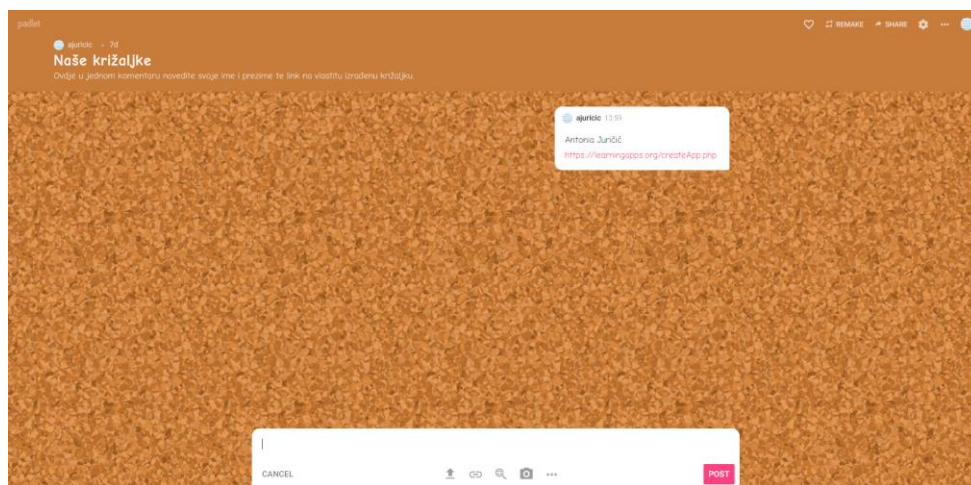 padlet
REMAKE SHARE
ajuricic • 7d
Naše križaljke
Ovdje u jednom komentaru navedite svoje ime i prezime te link na vlastitu izrađenu križaljku.
ajuricic 13:59
Antonia Juričić
https://learningapps.org/createApp.php
CANCEL
POST